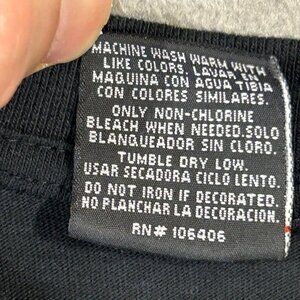 MACHINE WASH WARM WITH
LIKE COLORS. LAVAR EN
MAQUINA CON AGUA TIBIA
CON COLORES SIMILARES.
ONLY NON-CHLORINE
BLEACH WHEN NEEDED.SOLO
BLANQUEADOR SIN CLORO.
TUMBLE DRY LOW.
USAR SECADORA CICLO LENTO.
DO NOT IRON IF DECORATED.
NO PLANCHAR LA DECORACION.
RN# 106406